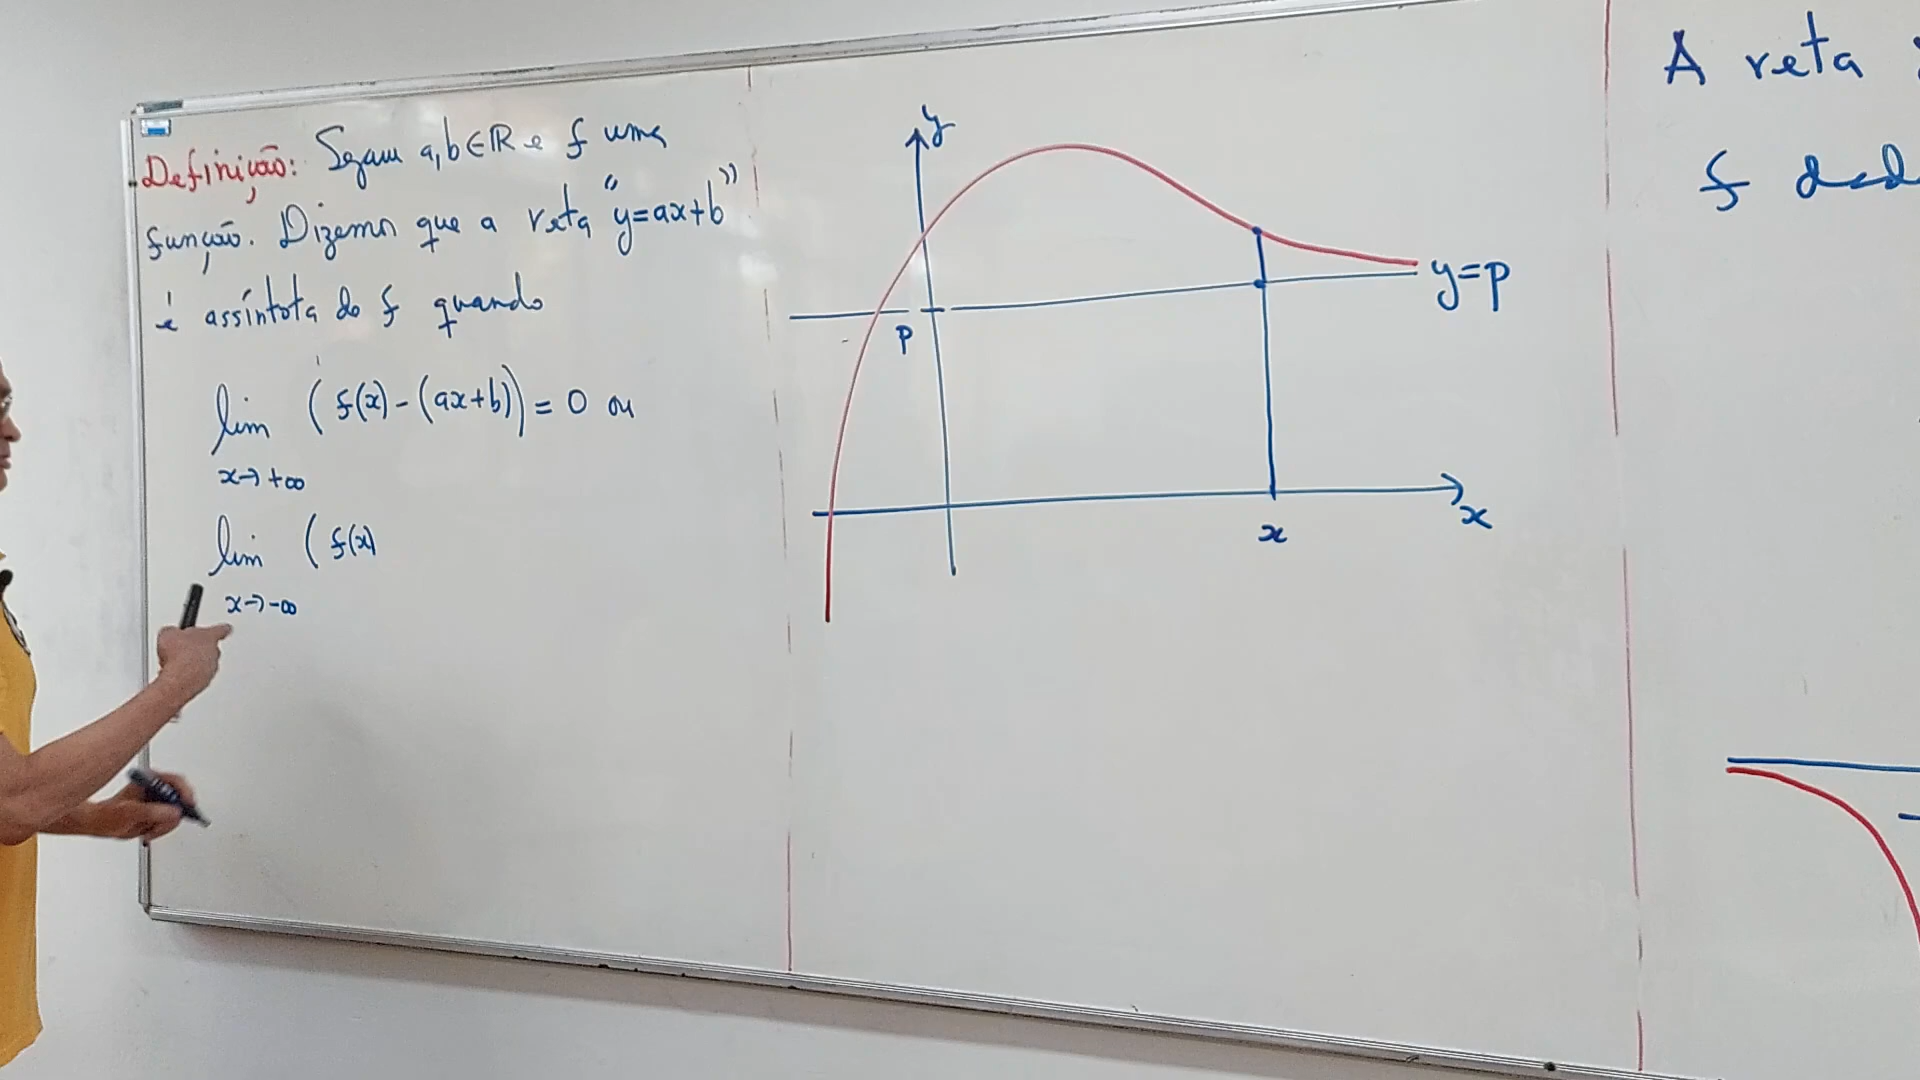 Definição: Sejam a,b∈ℝ e f uma
função. Dizemos que a reta "y=ax+b"
é assíntota de f quando
lim (f(x)-(ax+b))=0 ou
x→+∞
lim (f(x)
x→-∞
y
y=p
p
x
x
A reta
f dad